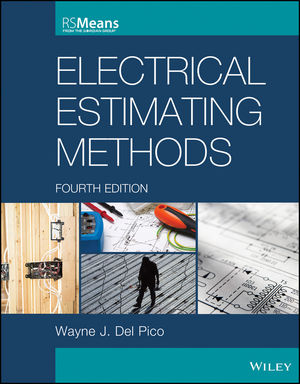 RSMeans
FROM THE GORDIAN GROUP
ELECTRICAL
ESTIMATING
METHODS
FOURTH EDITION
Wayne J. Del Pico
WILEY